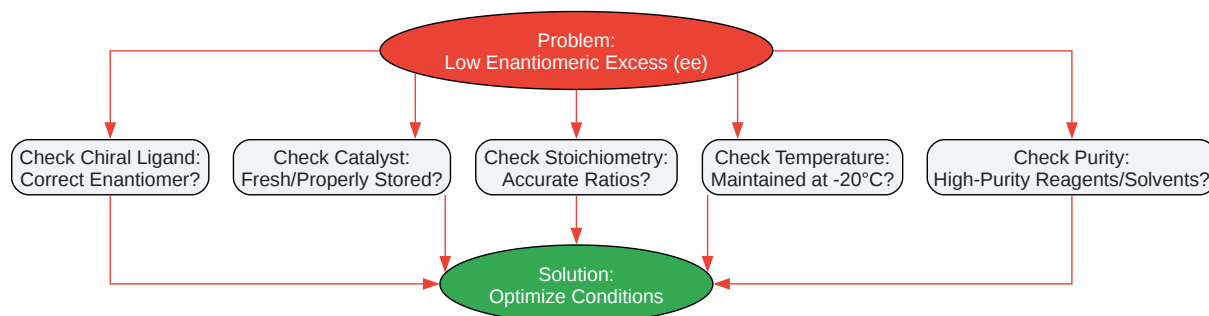 Problem:
Low Enantiomeric Excess (ee)
Check Chiral Ligand:
Correct Enantiomer?
Check Catalyst:
Fresh/Properly Stored?
Check Stoichiometry:
Accurate Ratios?
Check Temperature:
Maintained at -20°C?
Check Purity:
High-Purity Reagents/Solvents?
Solution:
Optimize Conditions